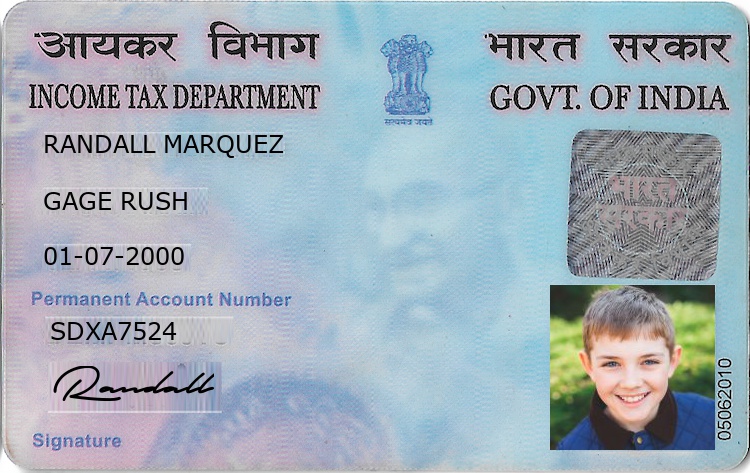 आयकर विभाग
भारत सरकार
INCOME TAX DEPARTMENT
GOVT. OF INDIA
सत्यमेव जयते
RANDALL MARQUEZ
GAGE RUSH
01-07-2000
Permanent Account Number
SDXA7524
Randall
Signature
भारत
सरकार
05062010